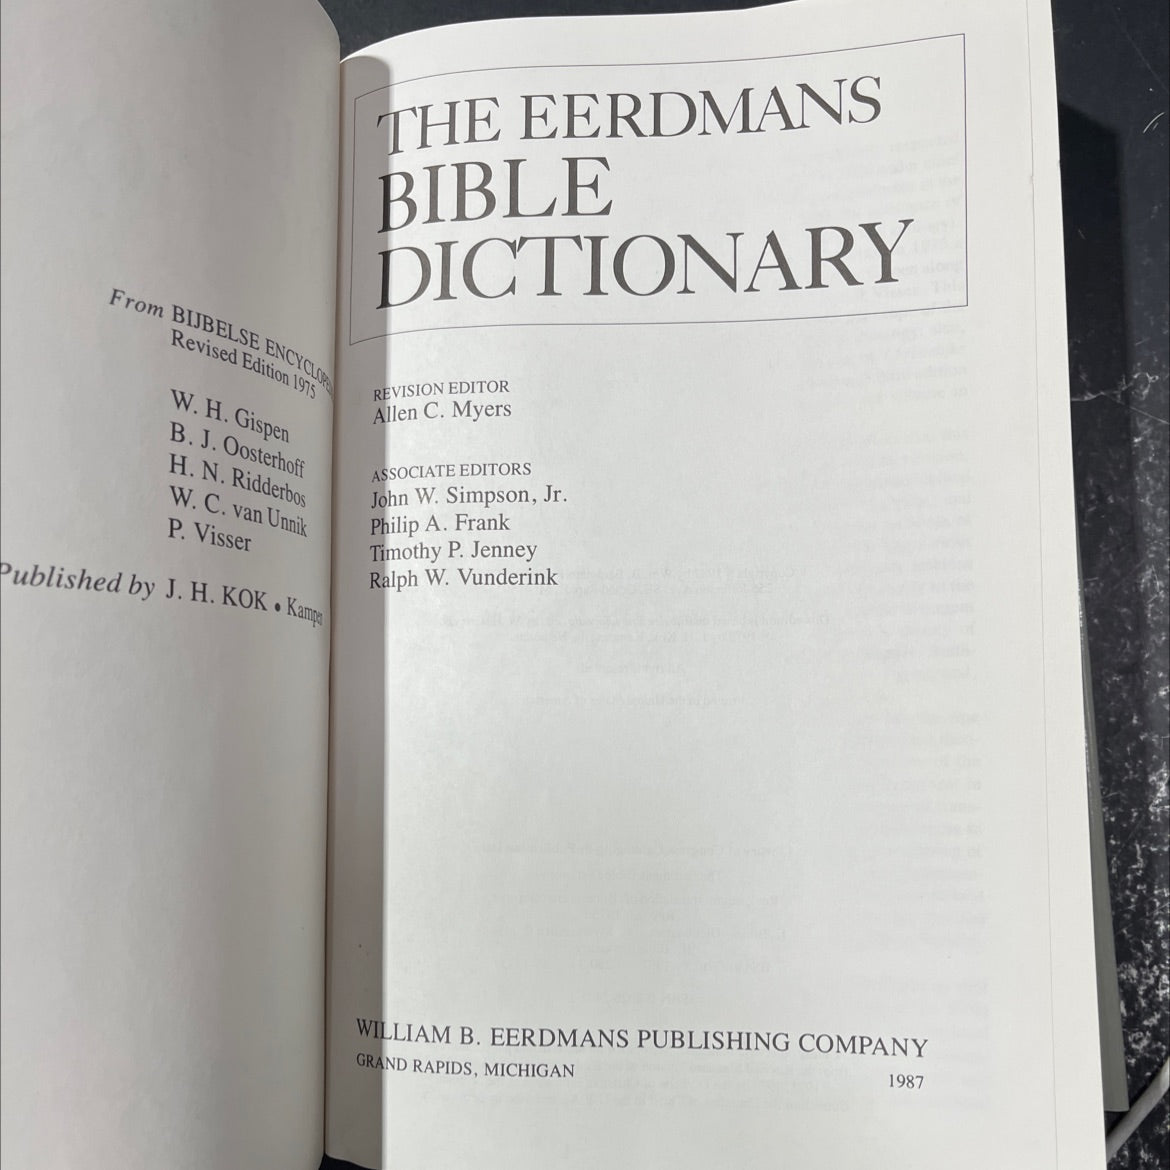 From BIJBELSE ENCYCLOPE
Revised Edition 1975
W. H. Gispen
B. J. Oosterhoff
H. N. Ridderbos
W. C. van Unnik
P. Visser
Published by J. H. KOK • Kampe
THE EERDMANS
BIBLE
DICTIONARY
REVISION EDITOR
Allen C. Myers
ASSOCIATE EDITORS
John W. Simpson, Jr.
Philip A. Frank
Timothy P. Jenney
Ralph W. Vunderink
WILLIAM B. EERDMANS PUBLISHING COMPANY
GRAND RAPIDS, MICHIGAN 1987